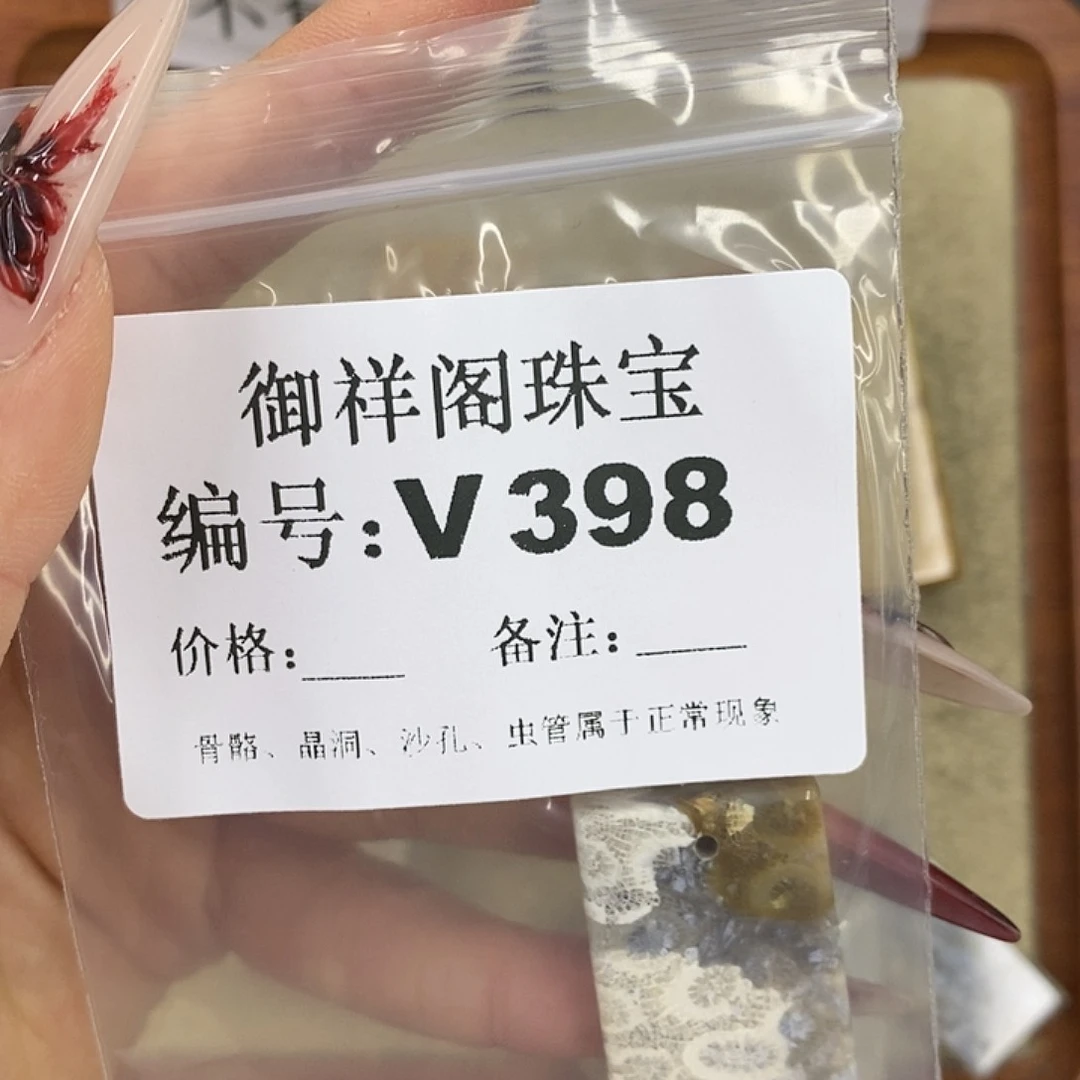 御祥阁珠宝
编号:V398
价格:____ 备注:____
骨骼、晶洞、沙孔、虫管属于正常现象